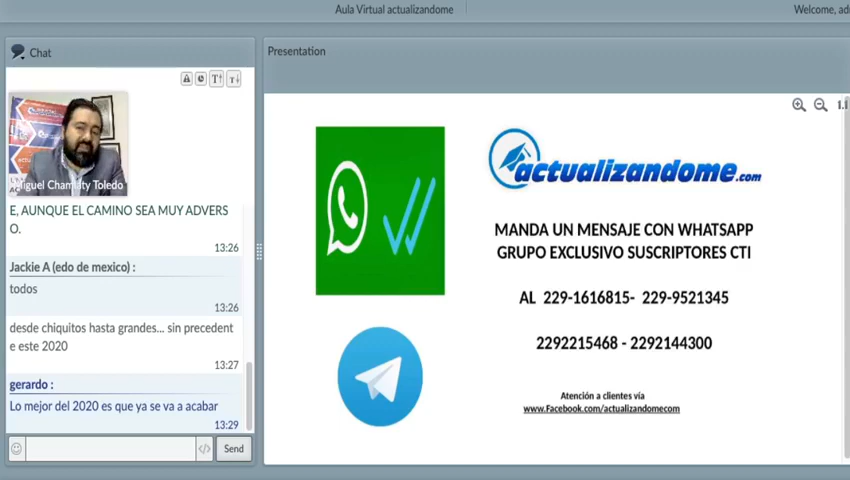 Aula Virtual actualizandome
Welcome, ad
Chat
Miguel Chamlaty Toledo
E, AUNQUE EL CAMINO SEA MUY ADVERS
O.
13:26
Jackie A (edo de mexico) :
todos
13:26
desde chiquitos hasta grandes... sin precedent
e este 2020
13:27
gerardo :
Lo mejor del 2020 es que ya se va a acabar
13:29
Send
Presentation
actualizandome.com
MANDA UN MENSAJE CON WHATSAPP
GRUPO EXCLUSIVO SUSCRIPTORES CTI
AL 229-1616815- 229-9521345
2292215468 - 2292144300
Atención a clientes vía
www.Facebook.com/actualizandomecom